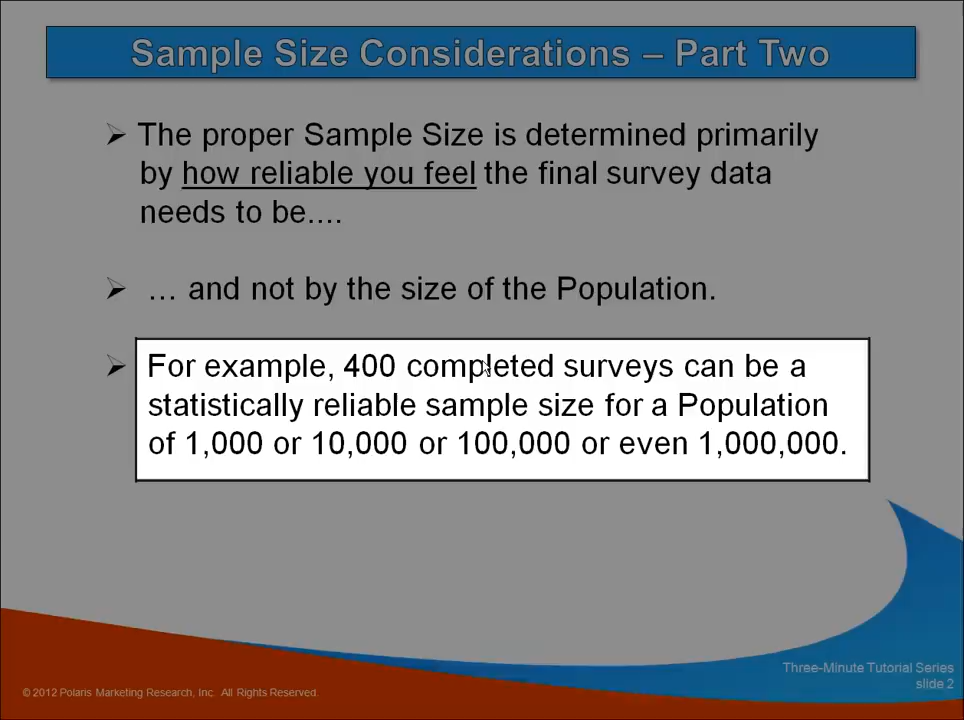 Sample Size Considerations – Part Two
➢ The proper Sample Size is determined primarily
by how reliable you feel the final survey data
needs to be....
➢ … and not by the size of the Population.
➢ For example, 400 completed surveys can be a
statistically reliable sample size for a Population
of 1,000 or 10,000 or 100,000 or even 1,000,000.
Three-Minute Tutorial Series
slide 2
© 2012 Polaris Marketing Research, Inc. All Rights Reserved.